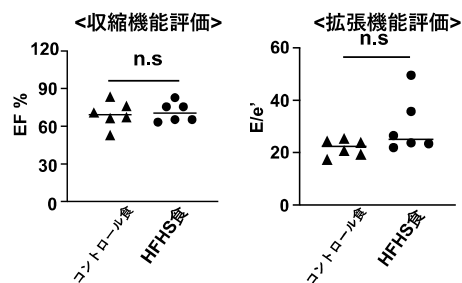 <収縮機能評価>
n.s
EF %
120
90
60
30
0
コントロール食
HFHS食
<拡張機能評価>
n.s
E/e'
60
40
20
0
コントロール食
HFHS食